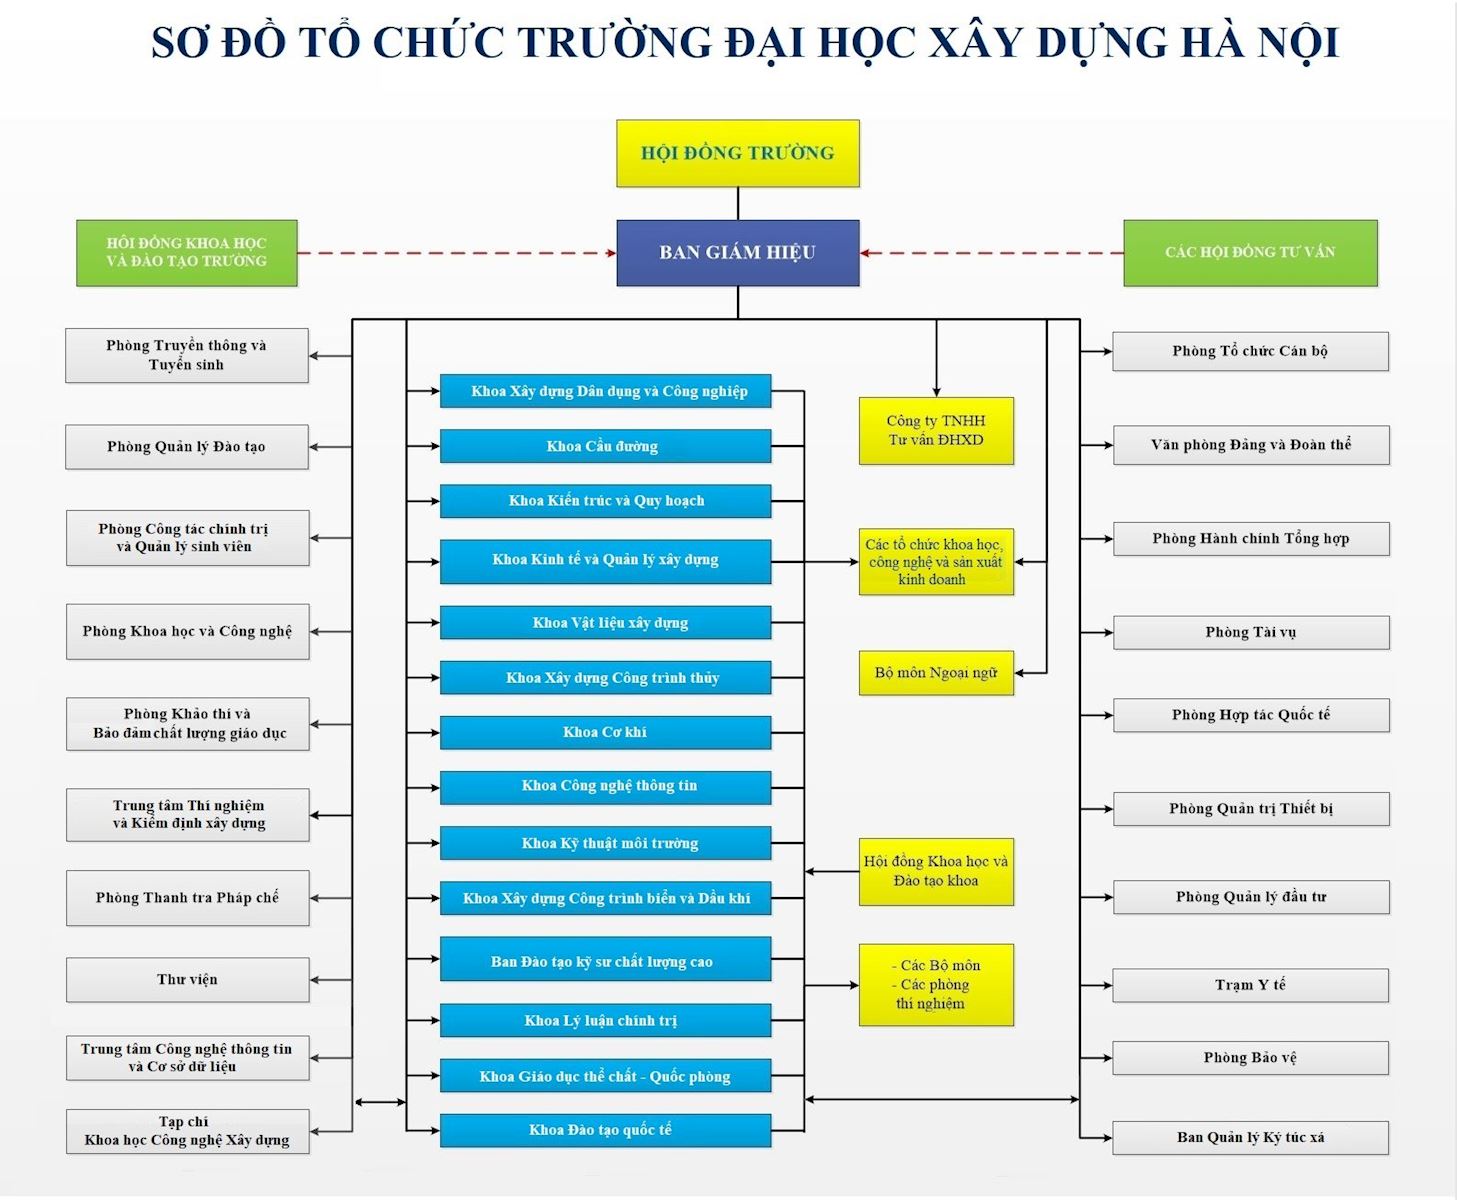 SƠ ĐỒ TỔ CHỨC TRƯỜNG ĐẠI HỌC XÂY DỰNG HÀ NỘI
HỘI ĐỒNG TRƯỜNG
HỘI ĐỒNG KHOA HỌC
VÀ ĐÀO TẠO TRƯỜNG
BAN GIÁM HIỆU
CÁC HỘI ĐỒNG TƯ VẤN
Phòng Truyền thông và
Tuyển sinh
Phòng Quản lý Đào tạo
Phòng Công tác chính trị
và Quản lý sinh viên
Phòng Khoa học và Công nghệ
Phòng Khảo thí và
Bảo đảm chất lượng giáo dục
Trung tâm Thí nghiệm
và Kiểm định xây dựng
Phòng Thanh tra Pháp chế
Thư viện
Trung tâm Công nghệ thông tin
và Cơ sở dữ liệu
Tạp chí
Khoa học Công nghệ Xây dựng
Khoa Xây dựng Dân dụng và Công nghiệp
Khoa Cầu đường
Khoa Kiến trúc và Quy hoạch
Khoa Kinh tế và Quản lý xây dựng
Khoa Vật liệu xây dựng
Khoa Xây dựng Công trình thủy
Khoa Cơ khí
Khoa Công nghệ thông tin
Khoa Kỹ thuật môi trường
Khoa Xây dựng Công trình biển và Dầu khí
Ban Đào tạo kỹ sư chất lượng cao
Khoa Lý luận chính trị
Khoa Giáo dục thể chất - Quốc phòng
Khoa Đào tạo quốc tế
Công ty TNHH
Tư vấn ĐHXD
Các tổ chức khoa học,
công nghệ và sản xuất
kinh doanh
Bộ môn Ngoại ngữ
Hội đồng Khoa học và
Đào tạo khoa
- Các Bộ môn
- Các phòng
thí nghiệm
Phòng Tổ chức Cán bộ
Văn phòng Đảng và Đoàn thể
Phòng Hành chính Tổng hợp
Phòng Tài vụ
Phòng Hợp tác Quốc tế
Phòng Quản trị Thiết bị
Phòng Quản lý đầu tư
Trạm Y tế
Phòng Bảo vệ
Ban Quản lý Ký túc xá